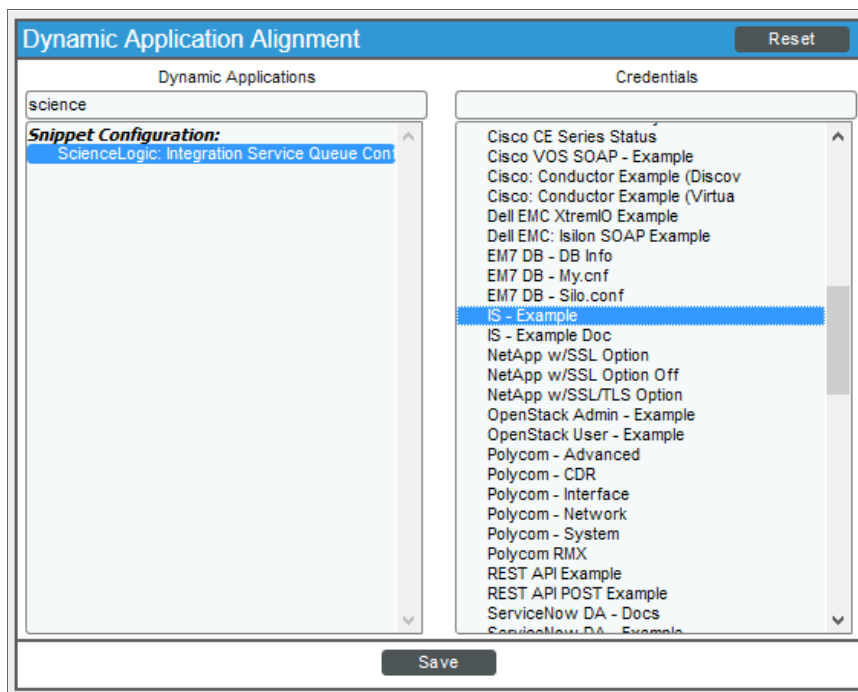 Dynamic Application Alignment
Reset
Dynamic Applications
Credentials
science
Snippet Configuration:
ScienceLogic: Integration Service Queue Conf
Cisco CE Series Status
Cisco VOS SOAP - Example
Cisco: Conductor Example (Discov
Cisco: Conductor Example (Virtua
Dell EMC XtremIO Example
Dell EMC: Isilon SOAP Example
EM7 DB - DB Info
EM7 DB - My.cnf
EM7 DB - Silo.conf
IS - Example
IS - Example Doc
NetApp w/SSL Option
NetApp w/SSL Option Off
NetApp w/SSL/TLS Option
OpenStack Admin - Example
OpenStack User - Example
Polycom - Advanced
Polycom - CDR
Polycom - Interface
Polycom - Network
Polycom - System
Polycom RMX
REST API Example
REST API POST Example
ServiceNow DA - Docs
ServiceNow DA - Example
Save